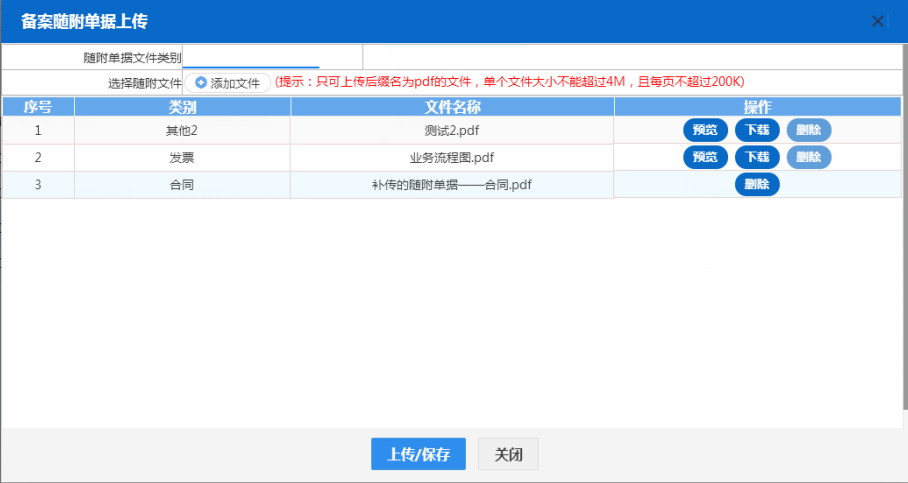 备案随附单据上传
随附单据文件类别
选择随附文件 添加文件 (提示：只可上传后缀名为pdf的文件，单个文件大小不能超过4M，且每页不超过200K)
序号 类别 文件名称 操作
1 其他2 测试2.pdf 预览 下载 删除
2 发票 业务流程图.pdf 预览 下载 删除
3 合同 补传的随附单据——合同.pdf 删除
上传/保存 关闭